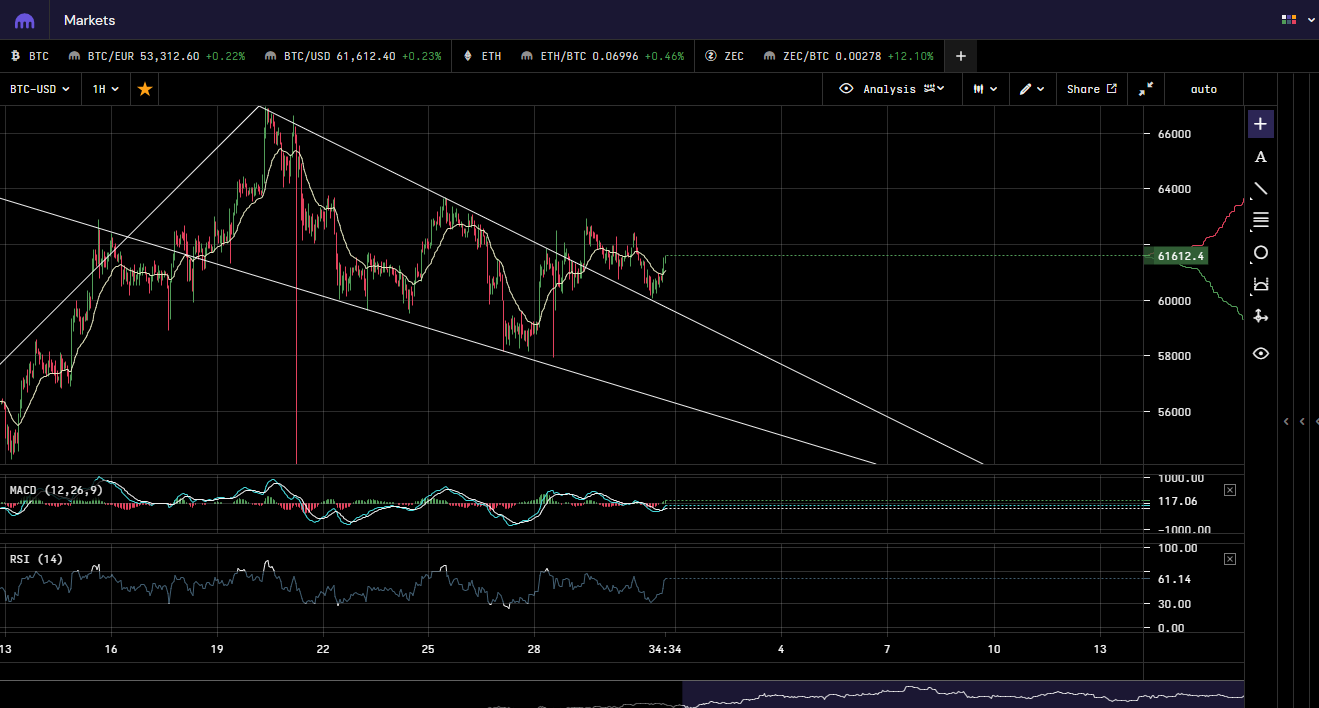 Markets
BTC BTC/EUR 53,312.60 +0.22% BTC/USD 61,612.40 +0.23% ETH ETH/BTC 0.06996 +0.46% ZEC ZEC/BTC 0.00278 +12.10% +
BTC-USD 1H Analysis Share auto
A
66000
64000
61612.4
60000
58000
56000
MACD (12,26,9)
1000.00
117.06
-1000.00
RSI (14)
100.00
61.14
30.00
0.00
13 16 19 22 25 28 34:34 4 7 10 13